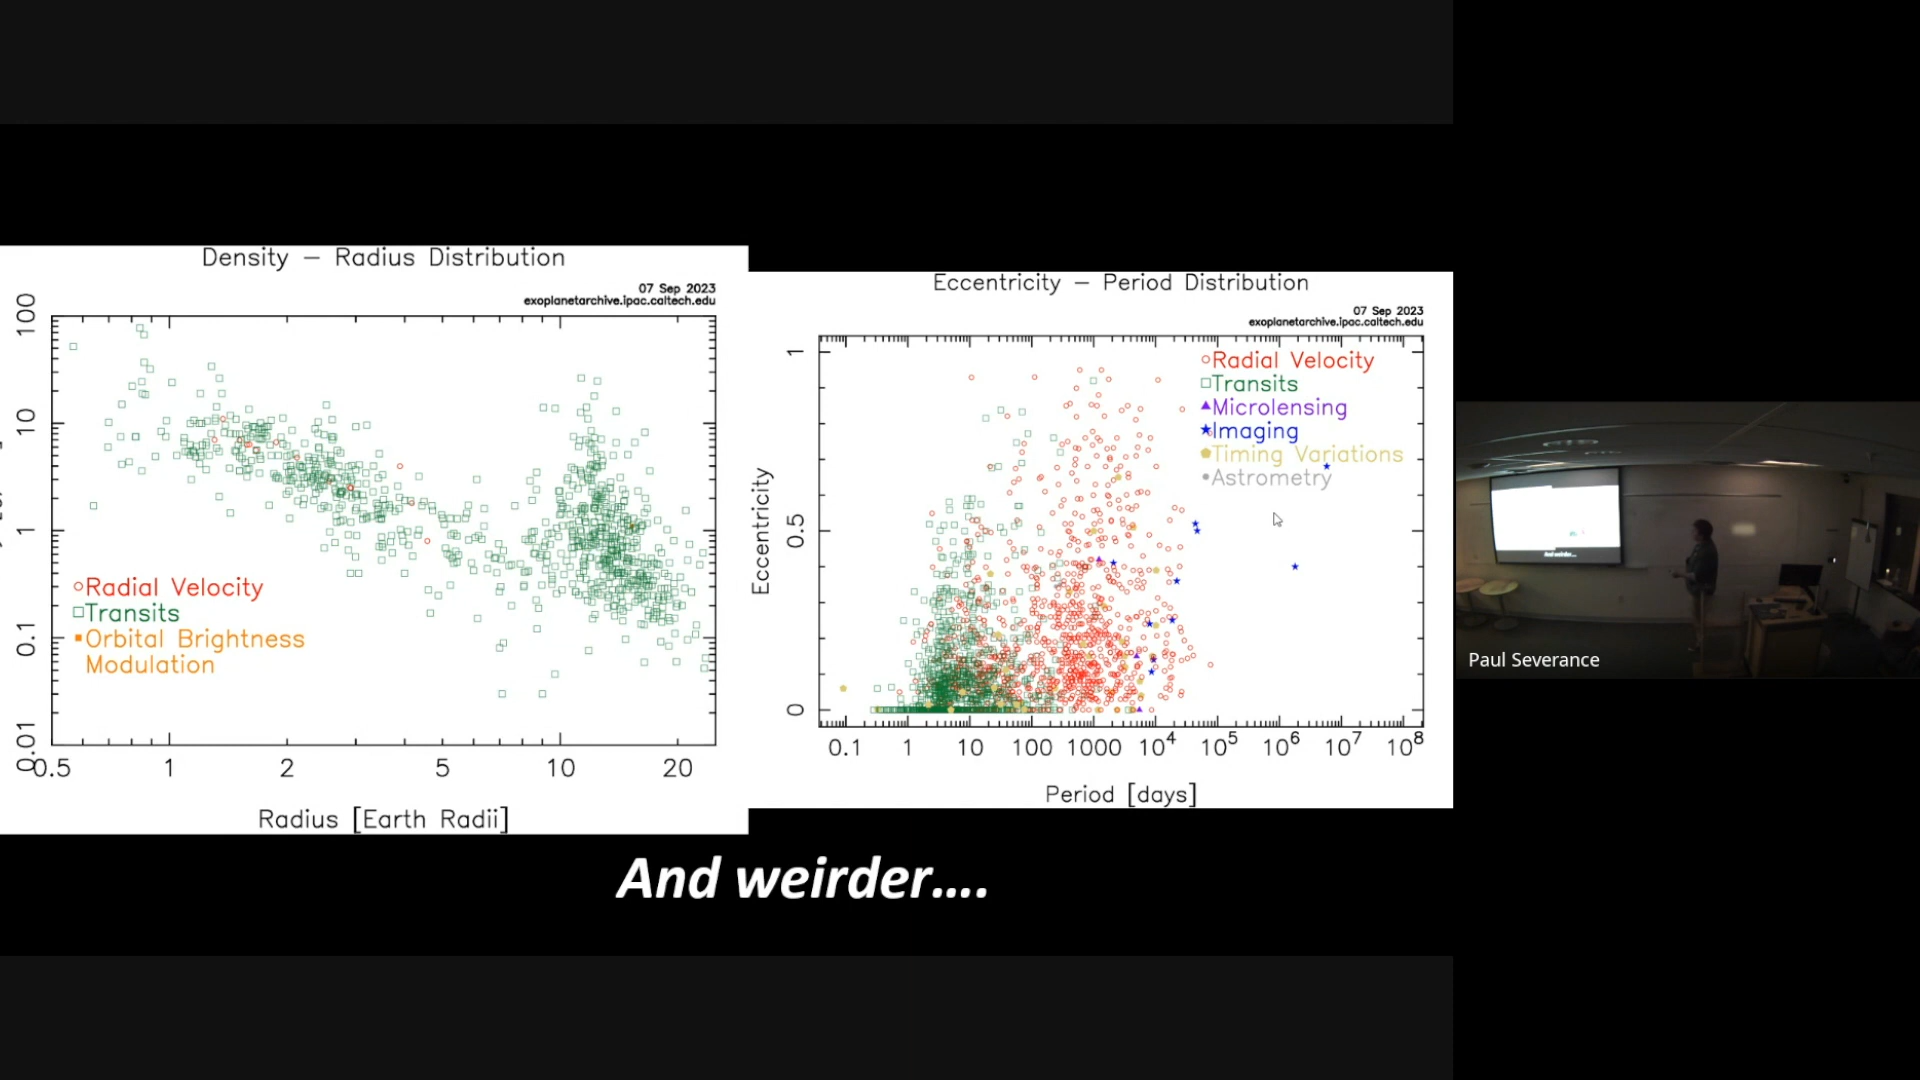 Density – Radius Distribution
07 Sep 2023
exoplanetarchive.ipac.caltech.edu
100
10
1
0.1
0.01
Radial Velocity
Transits
Orbital Brightness
Modulation
0.5 1 2 5 10 20
Radius [Earth Radii]
Eccentricity – Period Distribution
07 Sep 2023
exoplanetarchive.ipac.caltech.edu
Eccentricity
1
0.5
0
Radial Velocity
Transits
Microlensing
Imaging
Timing Variations
Astrometry
0.1 1 10 100 1000 10⁴ 10⁵ 10⁶ 10⁷ 10⁸
Period [days]
And weirder....
Paul Severance
And weirder....